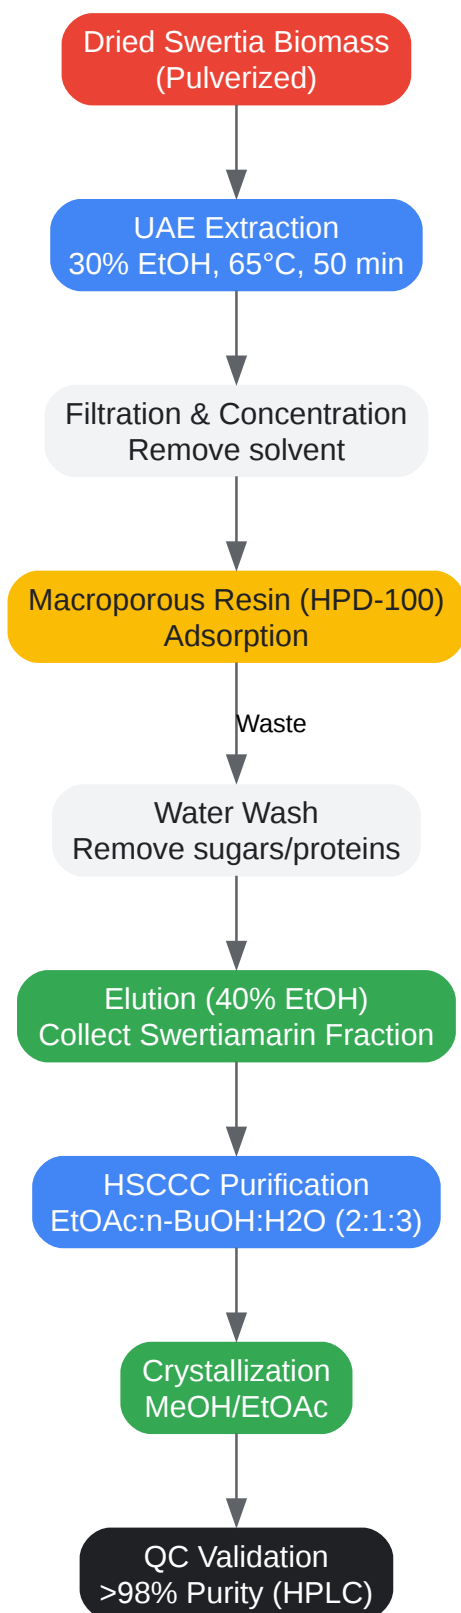 Dried Swertia Biomass
(Pulverized)
UAE Extraction
30% EtOH, 65°C, 50 min
Filtration & Concentration
Remove solvent
Macroporous Resin (HPD-100)
Adsorption
Waste
Water Wash
Remove sugars/proteins
Elution (40% EtOH)
Collect Swertiamarin Fraction
HSCCC Purification
EtOAc:n-BuOH:H2O (2:1:3)
Crystallization
MeOH/EtOAc
QC Validation
>98% Purity (HPLC)